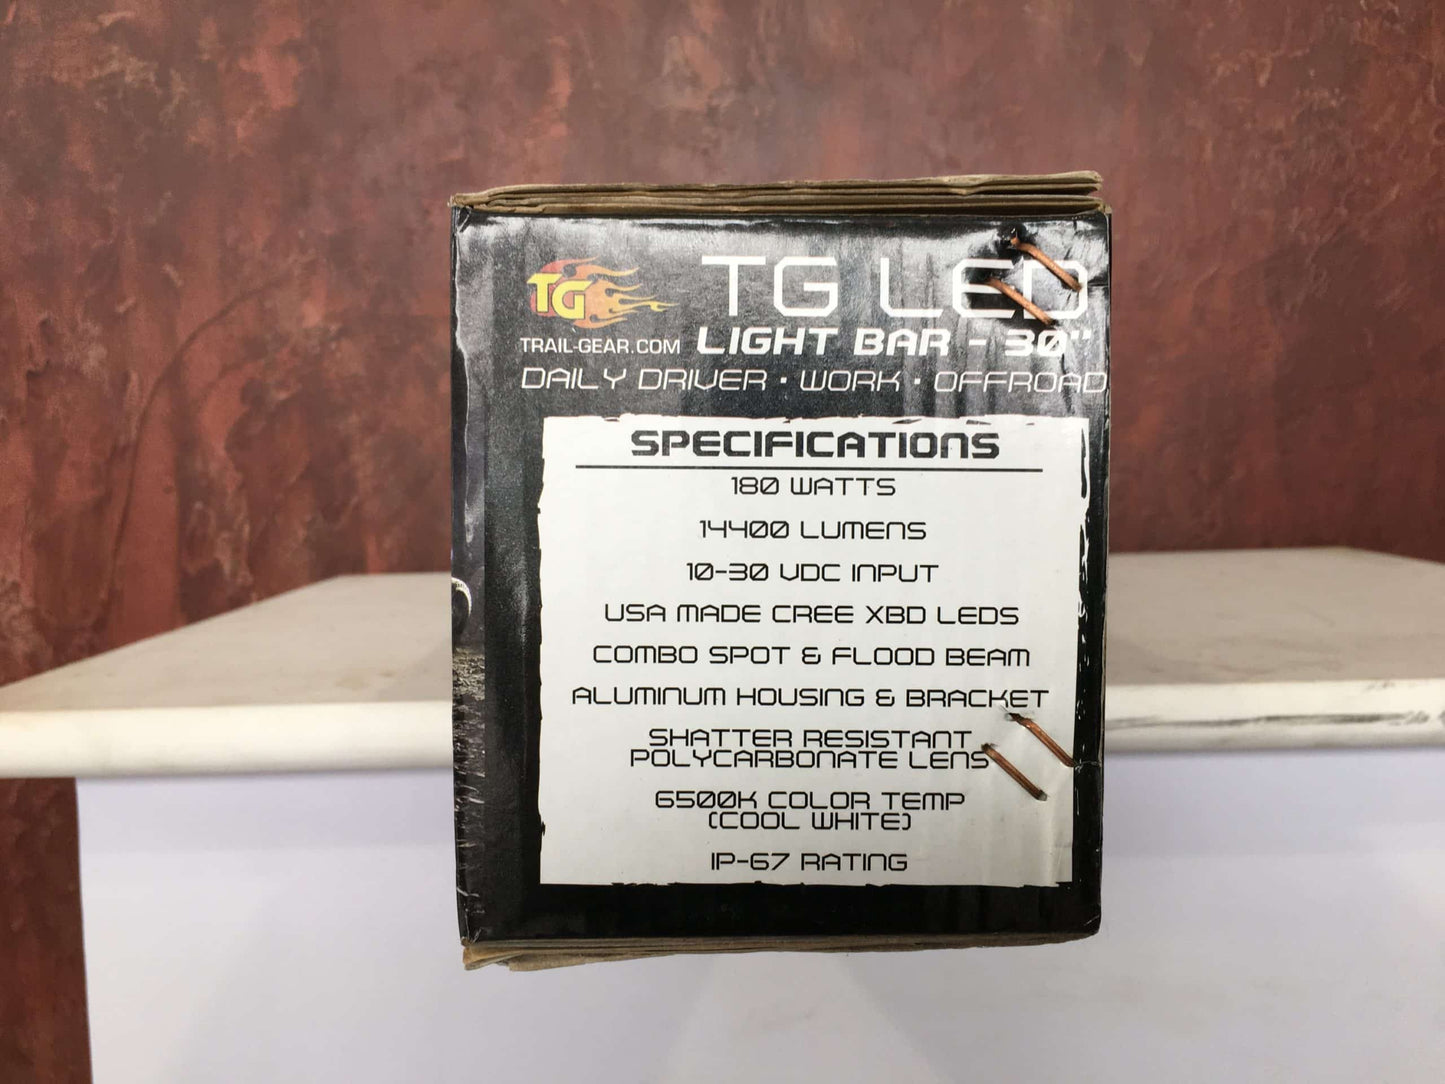 TG TG LED
TRAIL-GEAR.COM LIGHT BAR - 30"
DAILY DRIVER · WORK · OFFROAD
SPECIFICATIONS
180 WATTS
14400 LUMENS
10-30 VDC INPUT
USA MADE CREE XBD LEDS
COMBO SPOT & FLOOD BEAM
ALUMINUM HOUSING & BRACKET
SHATTER RESISTANT
POLYCARBONATE LENS
6500K COLOR TEMP
(COOL WHITE)
IP-67 RATING